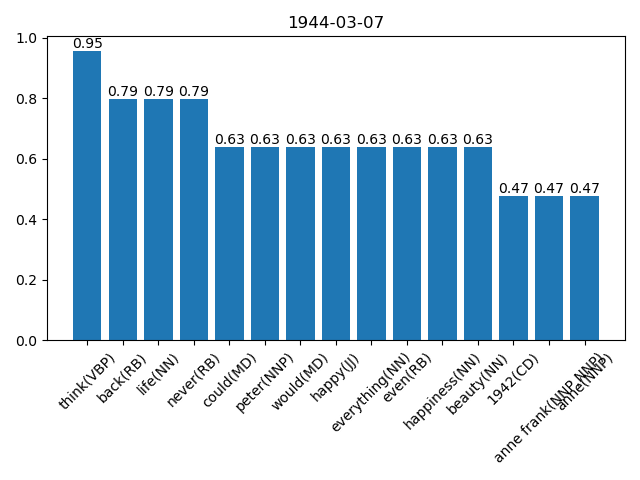 1944-03-07
1.0
0.8
0.6
0.4
0.2
0.0
0.95
0.79 0.79 0.79
0.63 0.63 0.63 0.63 0.63 0.63 0.63 0.63
0.47 0.47 0.47
think(VBP)
back(RB)
life(NN)
never(RB)
could(MD)
peter(NNP)
would(MD)
happy(JJ)
everything(NN)
even(RB)
happiness(NN)
beauty(NN)
1942(CD)
anne frank(NNP NNP)
anne(NNP)